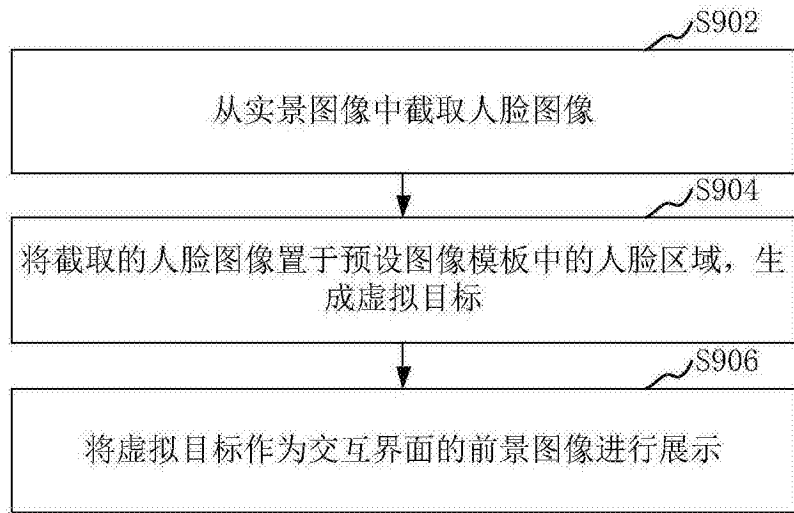 S902
从实景图像中截取人脸图像
S904
将截取的人脸图像置于预设图像模板中的人脸区域，生
成虚拟目标
S906
将虚拟目标作为交互界面的前景图像进行展示